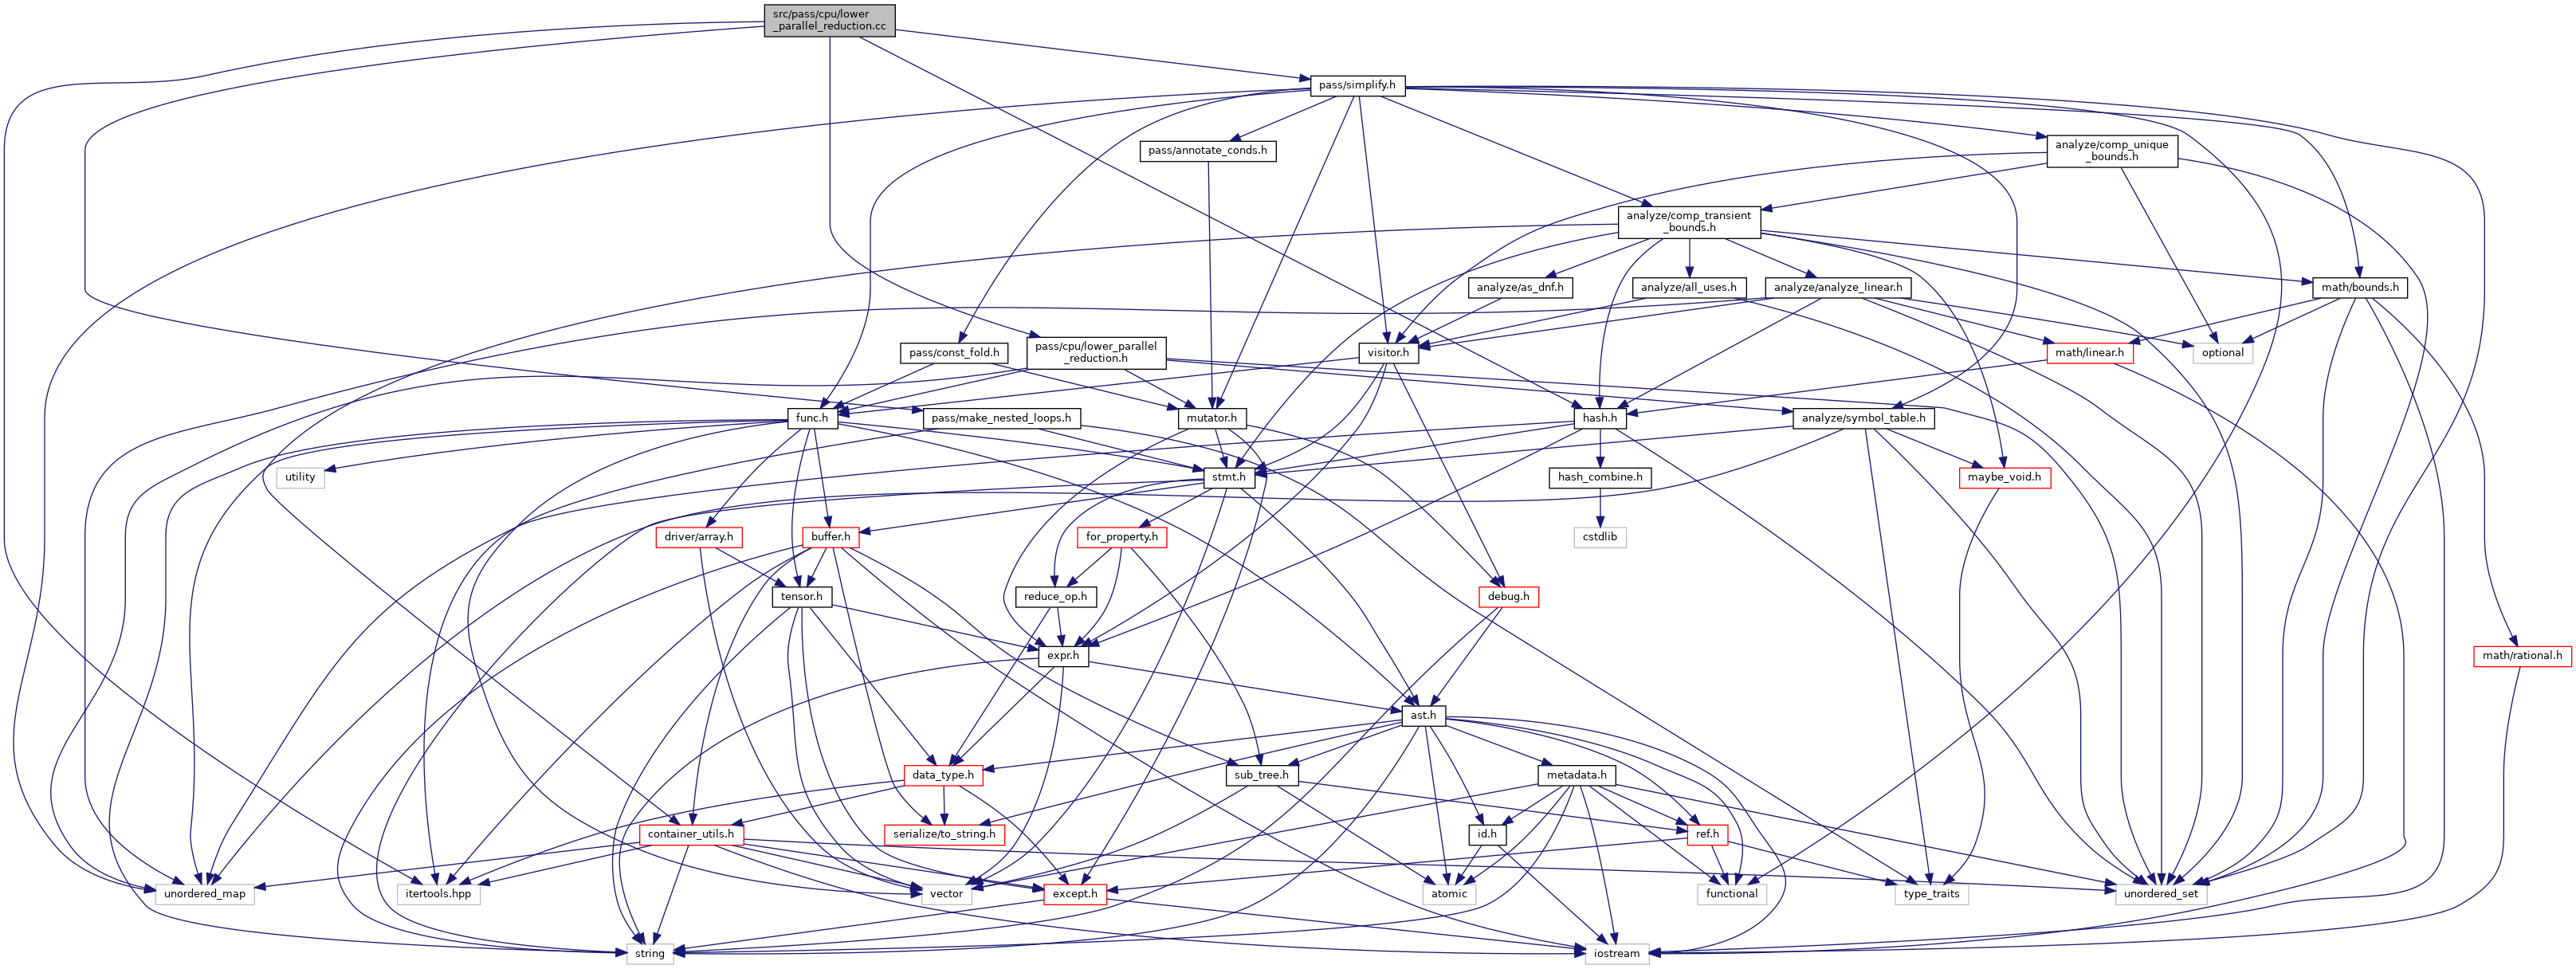 src/pass/cpu/lower
_parallel_reduction.cc
pass/simplify.h
pass/annotate_conds.h
analyze/comp_unique
_bounds.h
analyze/comp_transient
_bounds.h
analyze/as_dnf.h
analyze/all_uses.h
analyze/analyze_linear.h
math/bounds.h
pass/const_fold.h
pass/cpu/lower_parallel
_reduction.h
visitor.h
math/linear.h
optional
func.h
pass/make_nested_loops.h
mutator.h
hash.h
analyze/symbol_table.h
utility
stmt.h
hash_combine.h
maybe_void.h
driver/array.h
buffer.h
for_property.h
cstdlib
tensor.h
reduce_op.h
debug.h
expr.h
math/rational.h
ast.h
data_type.h
sub_tree.h
metadata.h
container_utils.h
serialize/to_string.h
id.h
ref.h
unordered_map
itertools.hpp
vector
except.h
atomic
functional
type_traits
unordered_set
string
iostream